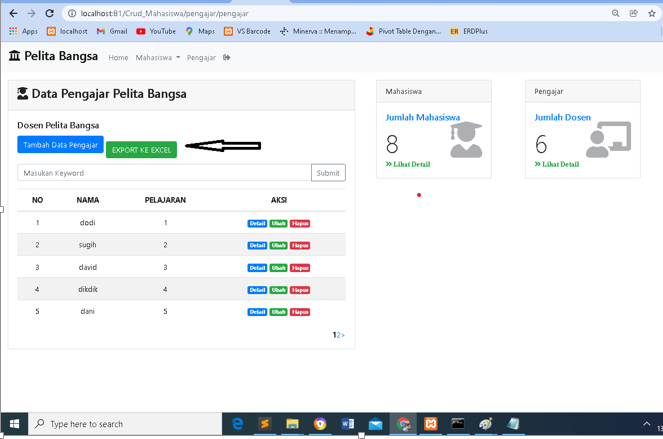 localhost:81/Crud_Mahasiswa/pengajar/pengajar
Apps localhost Gmail YouTube Maps VS Barcode Minerva :: Menamp... Pivot Table Dengan... ER ERDPlus
Pelita Bangsa Home Mahasiswa Pengajar
Data Pengajar Pelita Bangsa
Dosen Pelita Bangsa
Tambah Data Pengajar EXPORT KE EXCEL
Masukan Keyword Submit
NO NAMA PELAJARAN AKSI
1 dodi 1 Detail Ubah Hapus
2 sugih 2 Detail Ubah Hapus
3 david 3 Detail Ubah Hapus
4 dikdik 4 Detail Ubah Hapus
5 dani 5 Detail Ubah Hapus
12>
Mahasiswa
Jumlah Mahasiswa
8
Lihat Detail
Pengajar
Jumlah Dosen
6
Lihat Detail
Type here to search